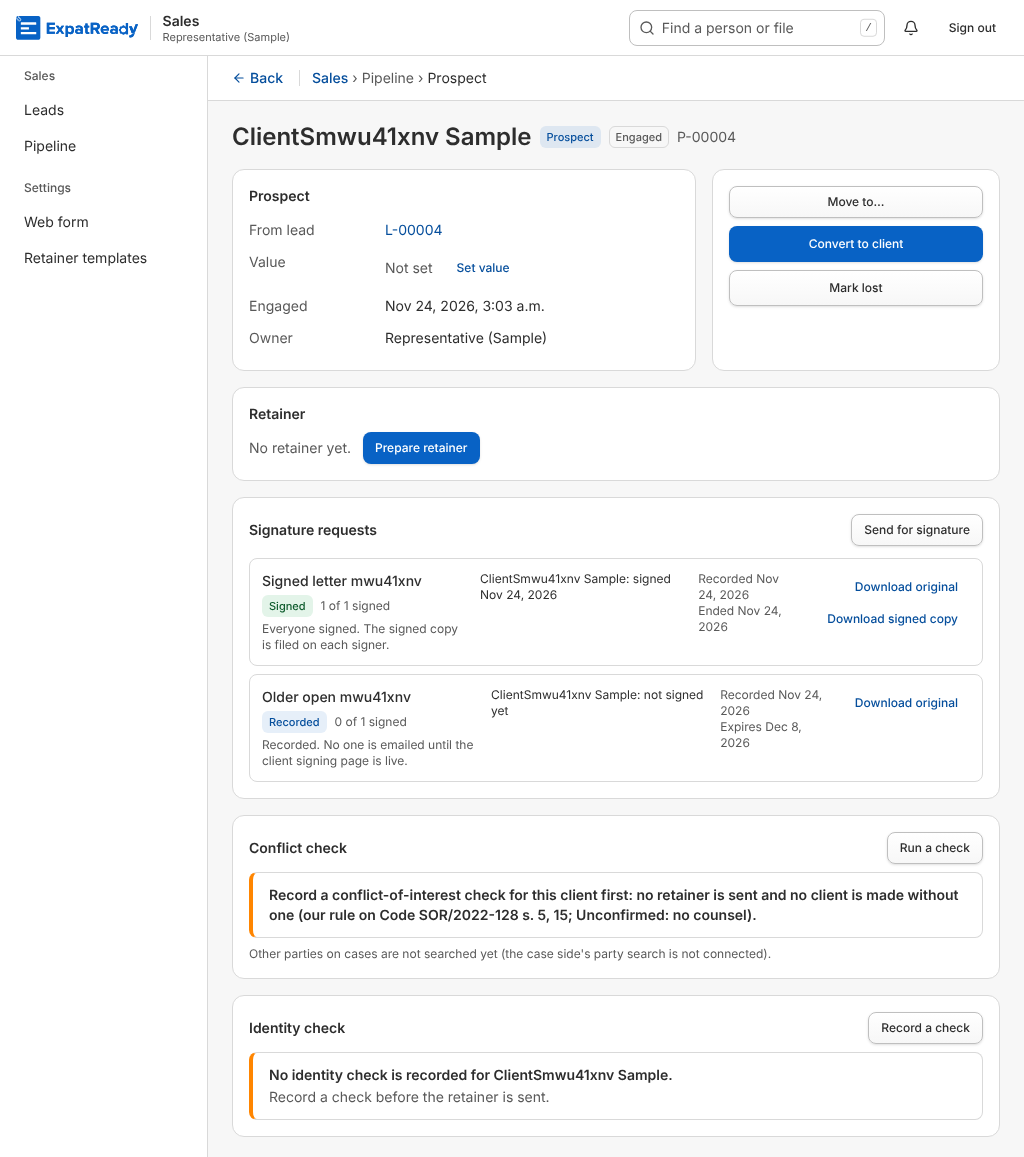 ExpatReady
Sales
Representative (Sample)
Find a person or file
/
Sign out
Sales
Leads
Pipeline
Settings
Web form
Retainer templates
← Back
Sales › Pipeline › Prospect
ClientSmwu41xnv Sample Prospect Engaged P-00004
Prospect
From lead L-00004
Value Not set Set value
Engaged Nov 24, 2026, 3:03 a.m.
Owner Representative (Sample)
Move to...
Convert to client
Mark lost
Retainer
No retainer yet. Prepare retainer
Signature requests
Send for signature
Signed letter mwu41xnv
Signed 1 of 1 signed
Everyone signed. The signed copy
is filed on each signer.
ClientSmwu41xnv Sample: signed
Nov 24, 2026
Recorded Nov
24, 2026
Ended Nov 24,
2026
Download original
Download signed copy
Older open mwu41xnv
Recorded 0 of 1 signed
Recorded. No one is emailed until the
client signing page is live.
ClientSmwu41xnv Sample: not signed
yet
Recorded Nov 24,
2026
Expires Dec 8,
2026
Download original
Conflict check
Run a check
Record a conflict-of-interest check for this client first: no retainer is sent and no client is made without
one (our rule on Code SOR/2022-128 s. 5, 15; Unconfirmed: no counsel).
Other parties on cases are not searched yet (the case side's party search is not connected).
Identity check
Record a check
No identity check is recorded for ClientSmwu41xnv Sample.
Record a check before the retainer is sent.